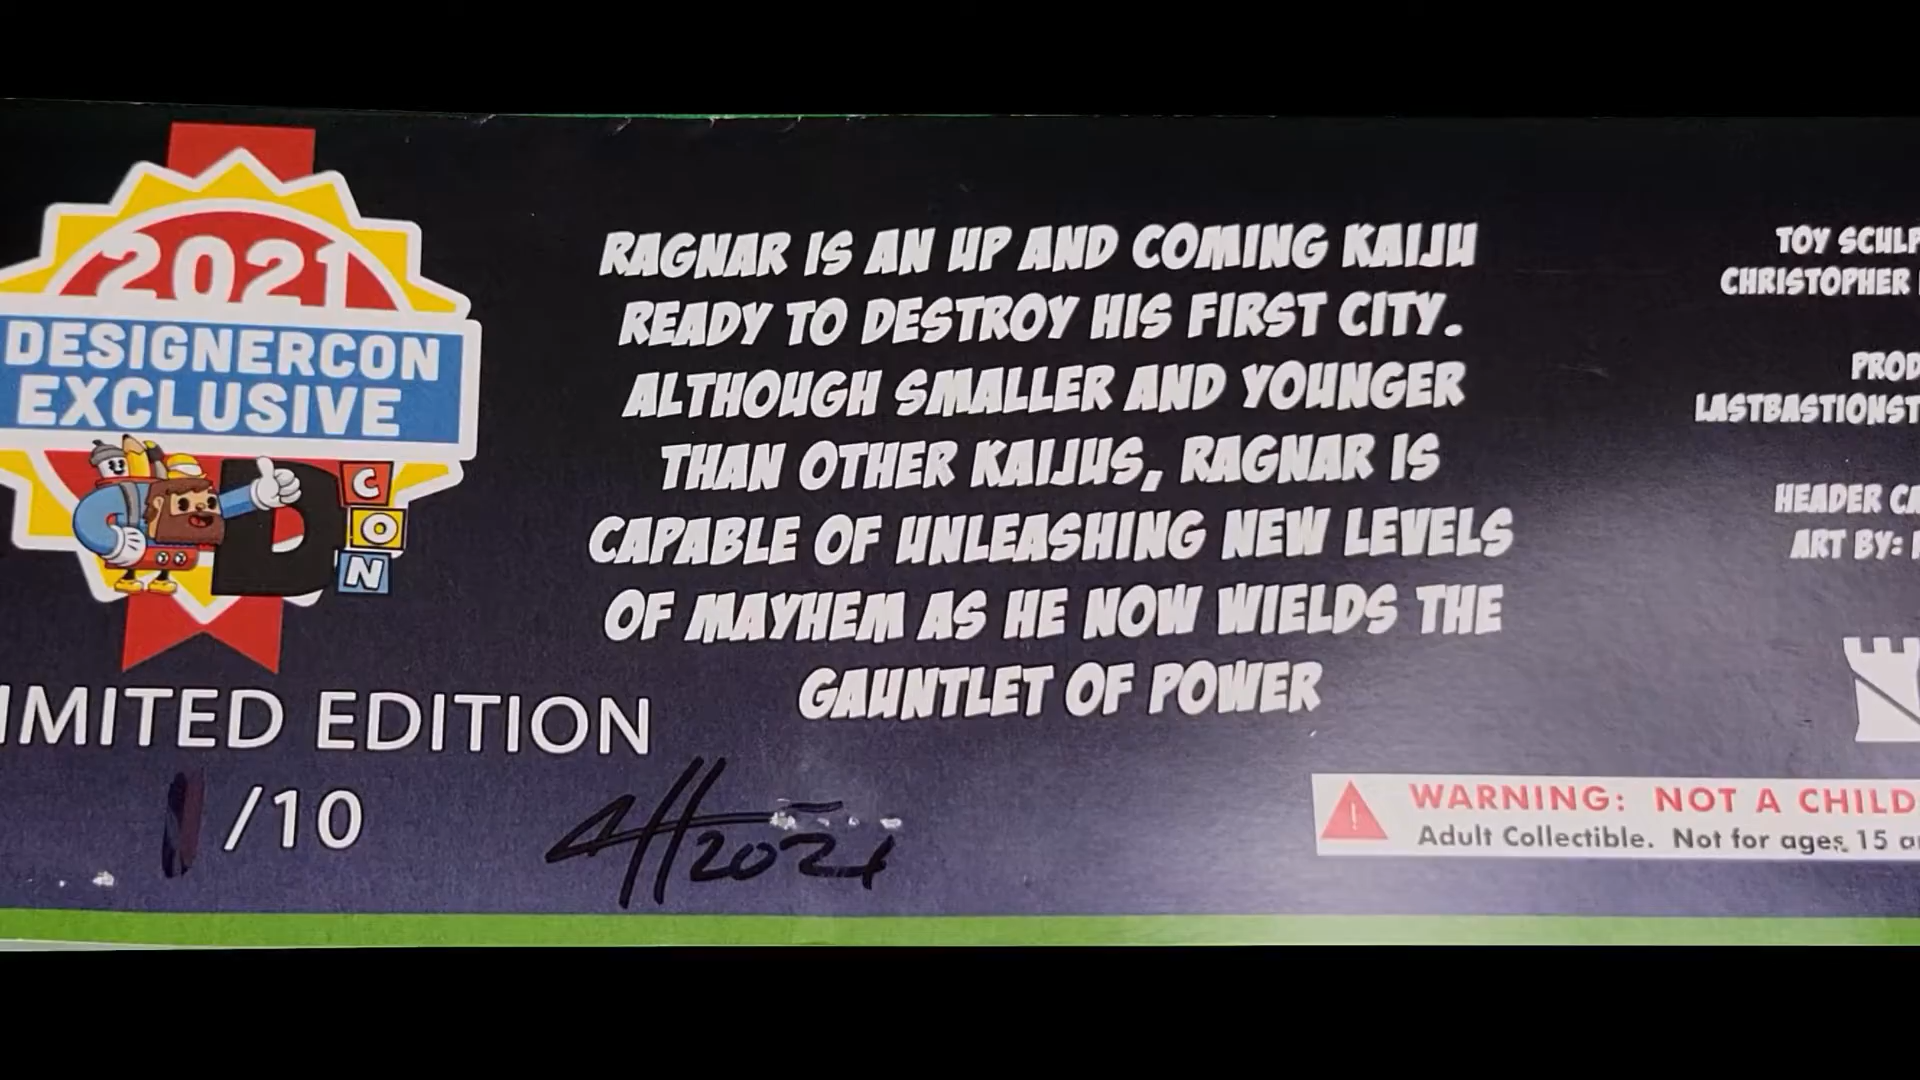 2021
DESIGNERCON
EXCLUSIVE
D
CON
IMITED EDITION
1/10
2021
RAGNAR IS AN UP AND COMING KAIJU
READY TO DESTROY HIS FIRST CITY.
ALTHOUGH SMALLER AND YOUNGER
THAN OTHER KAIJUS, RAGNAR IS
CAPABLE OF UNLEASHING NEW LEVELS
OF MAYHEM AS HE NOW WIELDS THE
GAUNTLET OF POWER
TOY SCULP
CHRISTOPHER
PROD
LASTBASTIONST
HEADER CA
ART BY:
WARNING: NOT A CHILD
Adult Collectible. Not for ages 15 a